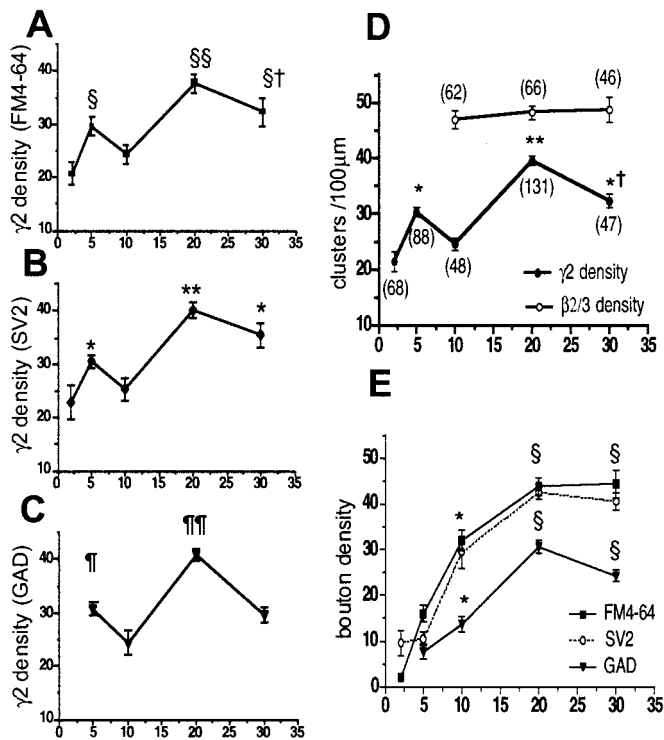 A
γ2 density (FM4-64)
40
30
20
10
§
§§
§†
0 5 10 15 20 25 30 35
B
γ2 density (SV2)
40
30
20
10
*
**
*
0 5 10 15 20 25 30 35
C
γ2 density (GAD)
40
30
20
10
¶
¶¶
0 5 10 15 20 25 30 35
D
clusters /100µm
50
40
30
20
10
(62)
(66)
(46)
*
**
*†
(68)
(88)
(48)
(131)
(47)
γ2 density
β2/3 density
0 5 10 15 20 25 30 35
E
bouton density
50
40
30
20
10
0
*
§
§
*
§
§
FM4-64
SV2
GAD
0 5 10 15 20 25 30 35